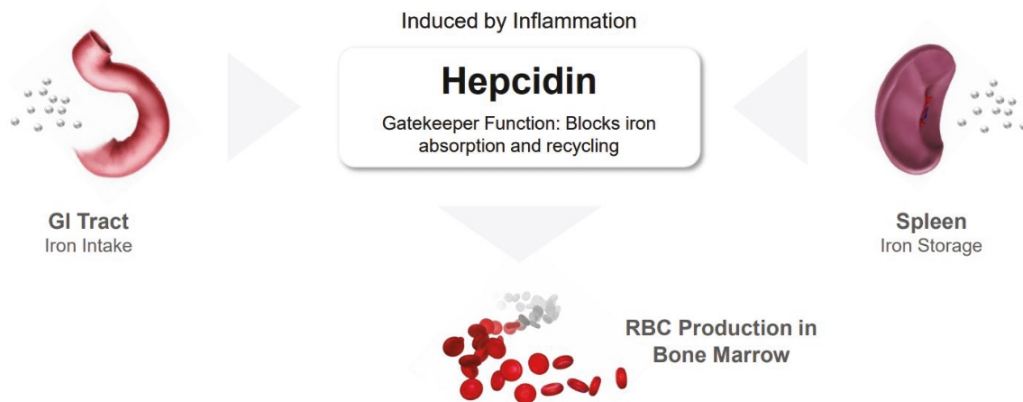 Induced by Inflammation
Hepcidin
Gatekeeper Function: Blocks iron
absorption and recycling
GI Tract
Iron Intake
Spleen
Iron Storage
RBC Production in
Bone Marrow